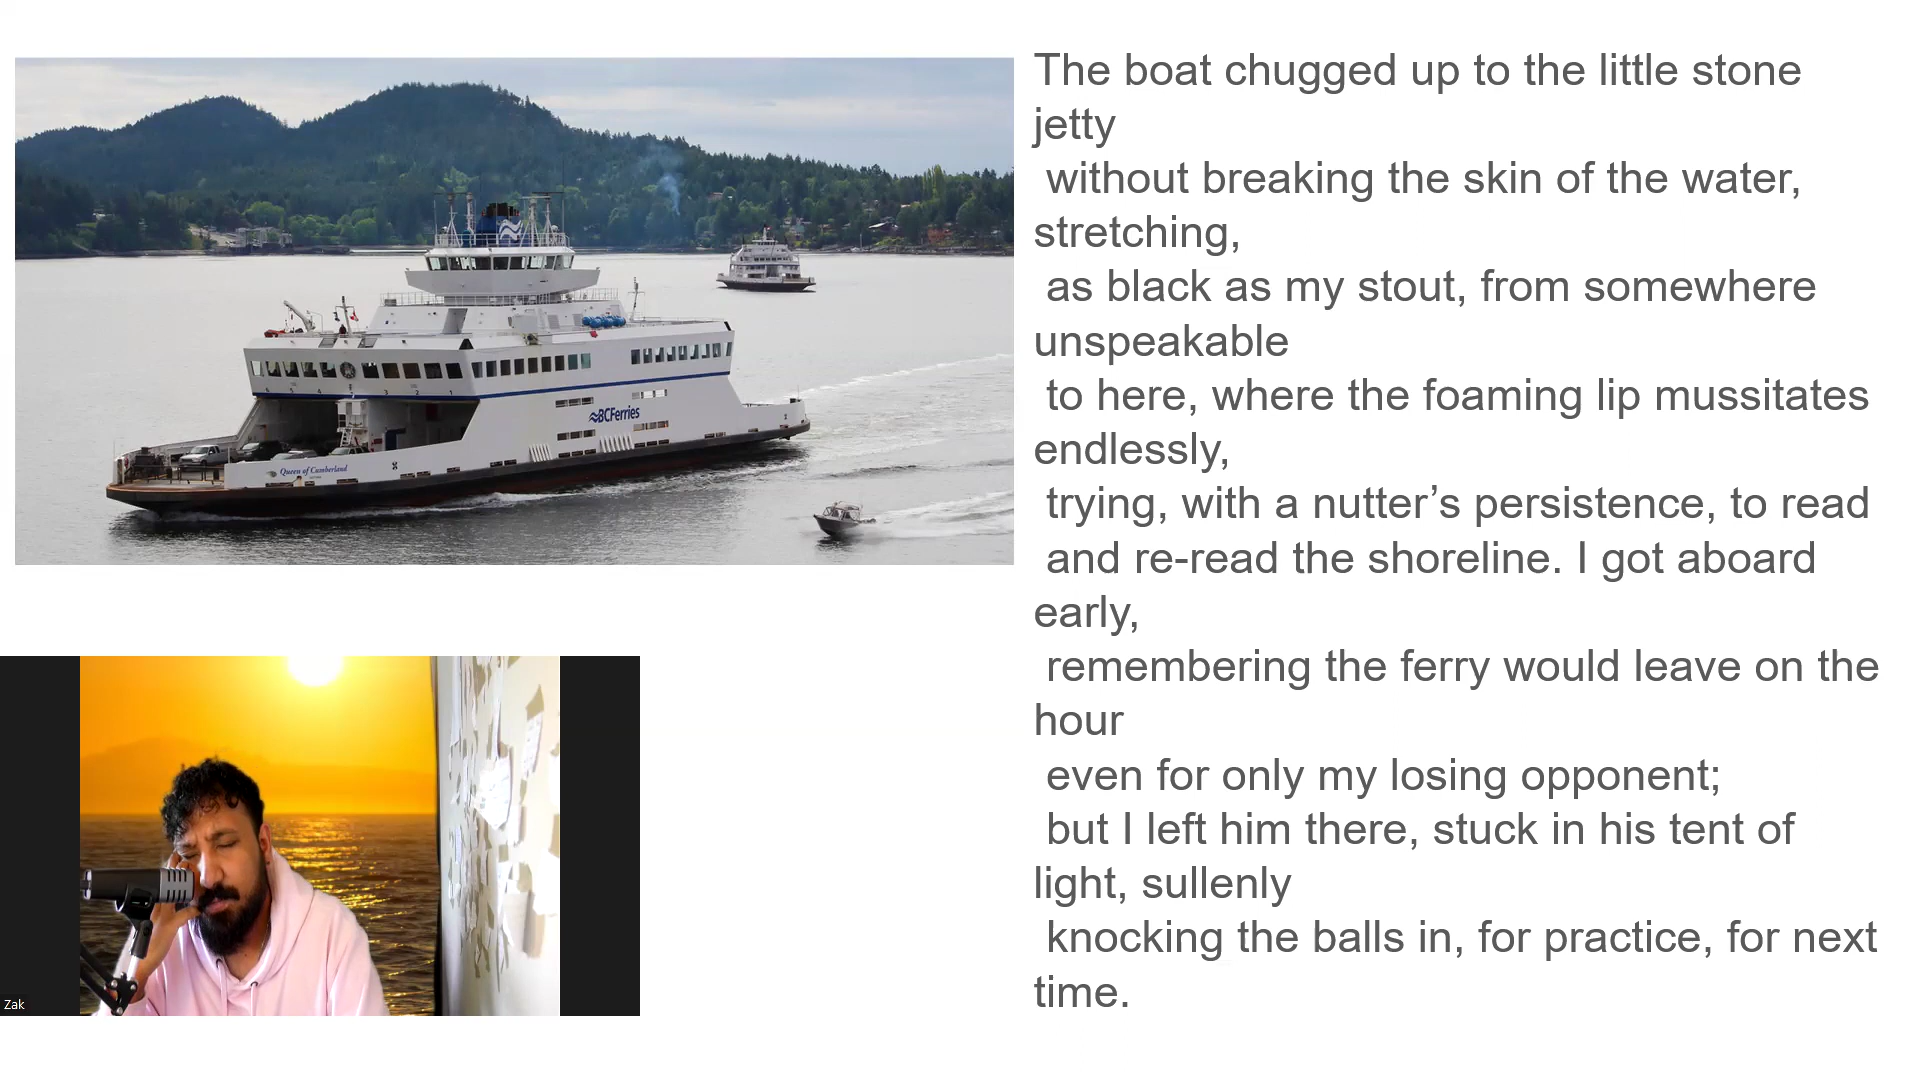 The boat chugged up to the little stone
jetty
without breaking the skin of the water,
stretching,
as black as my stout, from somewhere
unspeakable
to here, where the foaming lip mussitates
endlessly,
trying, with a nutter’s persistence, to read
and re-read the shoreline. I got aboard
early,
remembering the ferry would leave on the
hour
even for only my losing opponent;
but I left him there, stuck in his tent of
light, sullenly
knocking the balls in, for practice, for next
time.
BCFerries
Queen of Cumberland
Zak